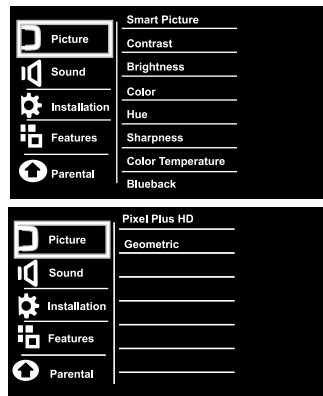 Smart Picture
Picture
Contrast
Brightness
Sound
Color
Installation
Hue
Features
Sharpness
Color Temperature
Parental
Blueback
Pixel Plus HD
Picture
Geometric
Sound
Installation
Features
Parental